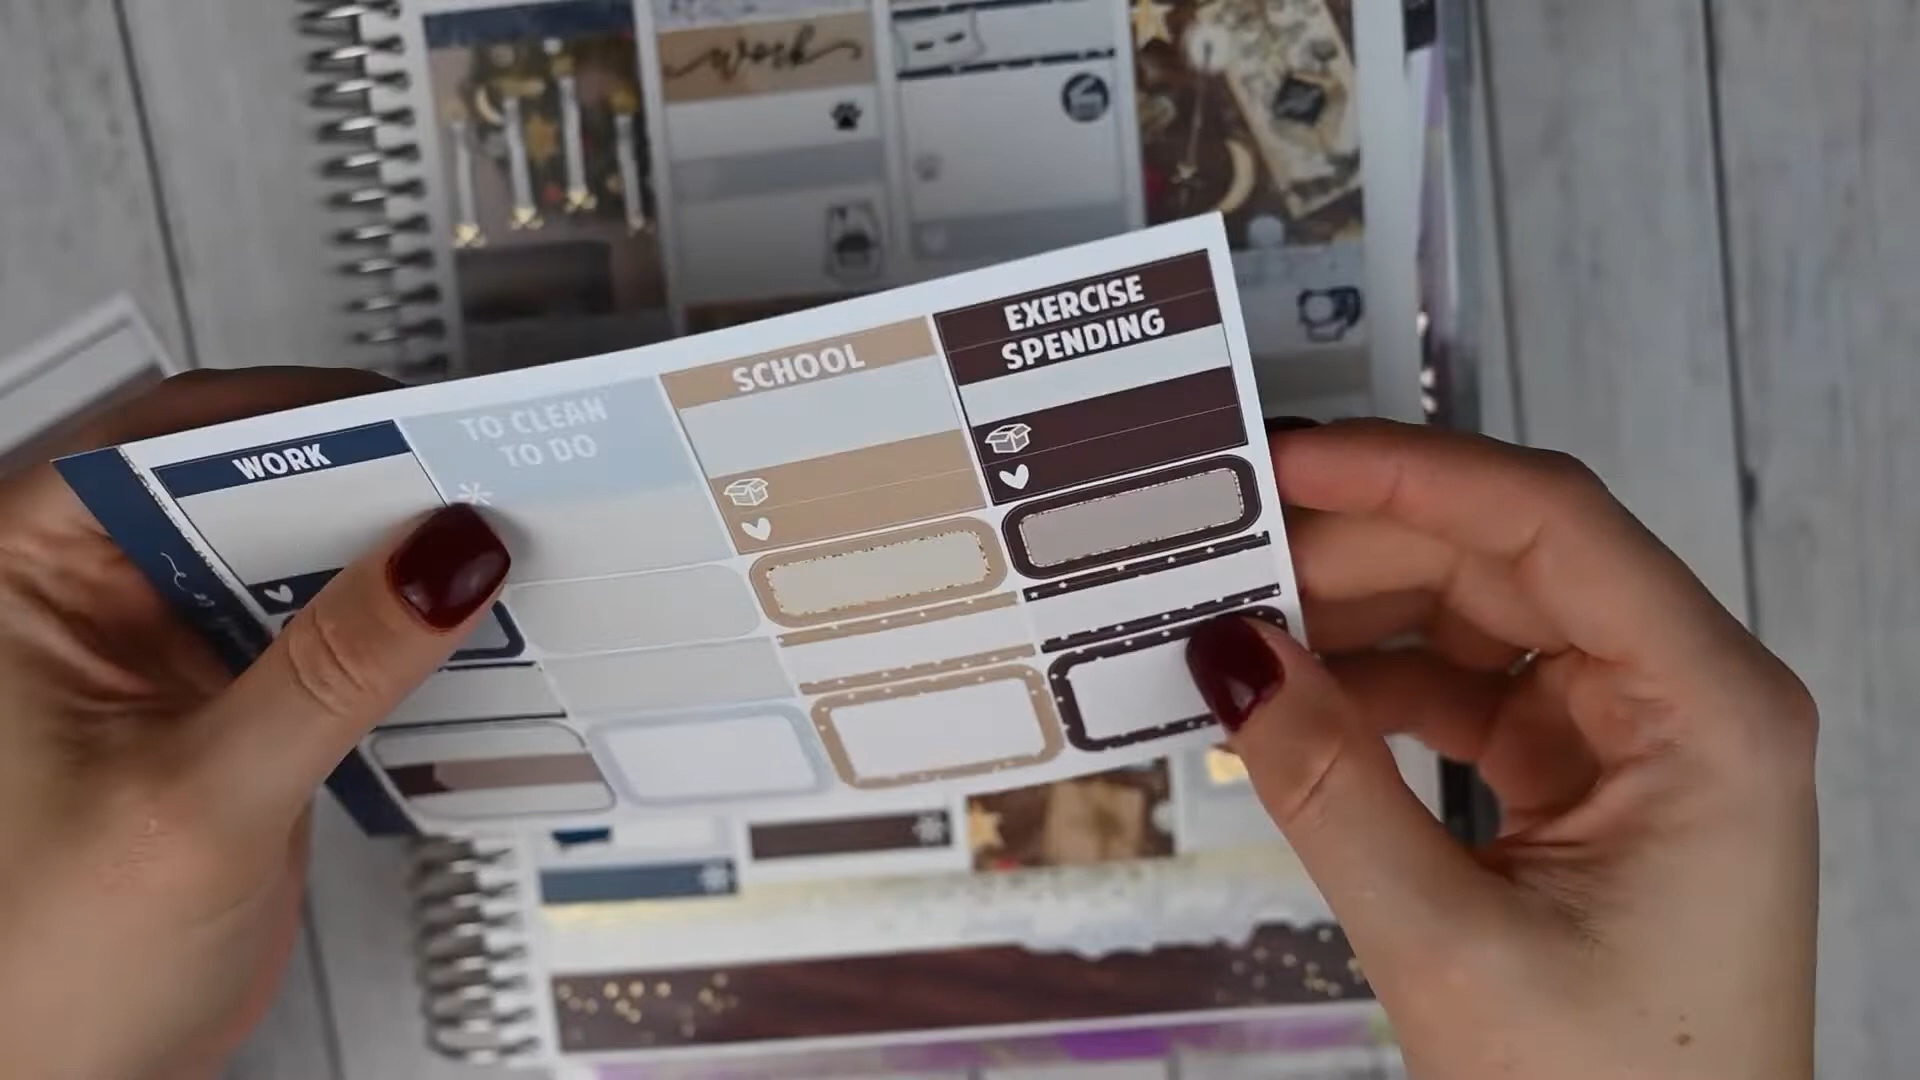 work
EXERCISE
SPENDING
SCHOOL
TO CLEAN
TO DO
WORK